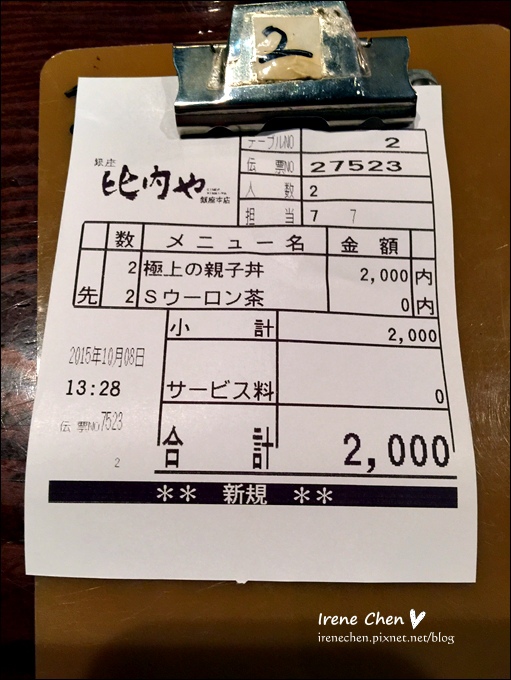 2
テーブルNO 2
銀座
比内や
銀座本店
伝票NO 27523
人数 2
担当 7 7
数 メニュー名 金額
2 極上の親子丼 2,000 内
先 2 Sウーロン茶 0 内
小計 2,000
2015年10月08日
13:28
サービス料 0
伝票NO 7523
合計 2,000
2
** 新規 **
Irene Chen
irenechen.pixnet.net/blog